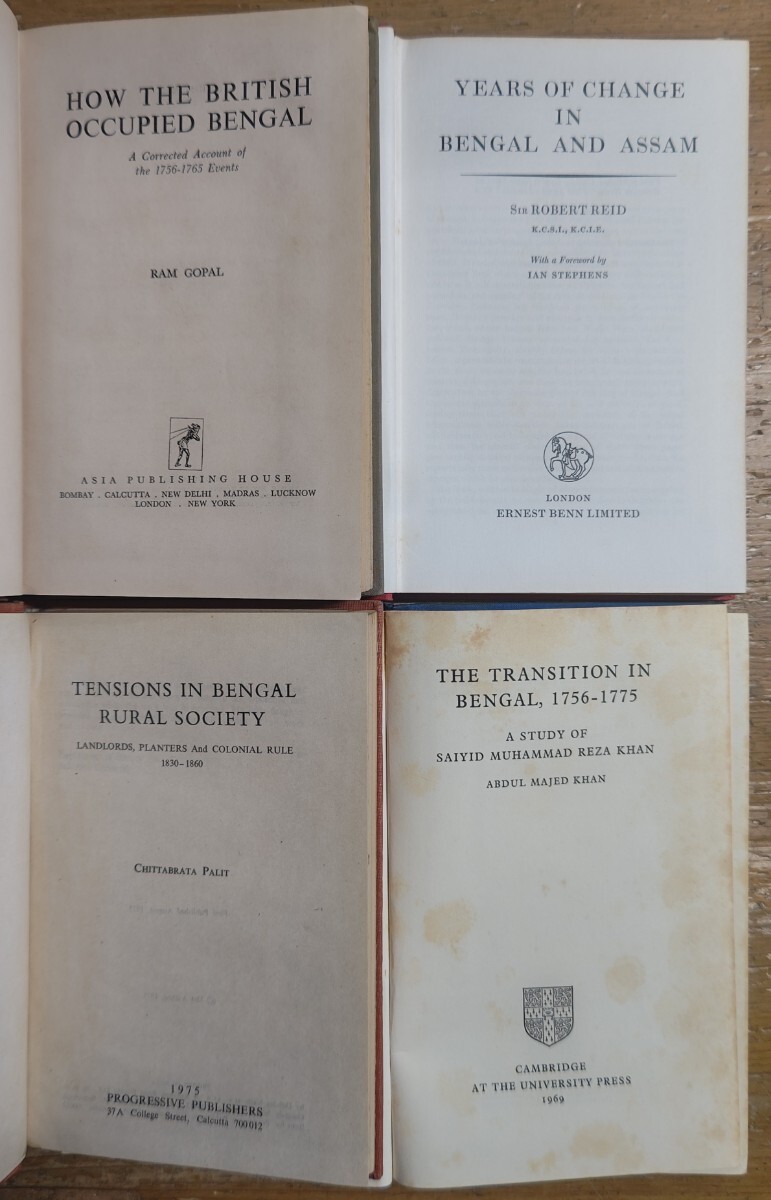 HOW THE BRITISH
OCCUPIED BENGAL
A Corrected Account of
the 1756-1765 Events
RAM GOPAL
ASIA PUBLISHING HOUSE
BOMBAY . CALCUTTA . NEW DELHI . MADRAS . LUCKNOW
LONDON . NEW YORK
YEARS OF CHANGE
IN
BENGAL AND ASSAM
SIR ROBERT REID
K.C.S.I., K.C.I.E.
With a Foreword by
IAN STEPHENS
LONDON
ERNEST BENN LIMITED
TENSIONS IN BENGAL
RURAL SOCIETY
LANDLORDS, PLANTERS And COLONIAL RULE
1830-1860
CHITTABRATA PALIT
1975
PROGRESSIVE PUBLISHERS
37A College Street, Calcutta 700012
THE TRANSITION IN
BENGAL, 1756-1775
A STUDY OF
SAIYID MUHAMMAD REZA KHAN
ABDUL MAJED KHAN
CAMBRIDGE
AT THE UNIVERSITY PRESS
1969